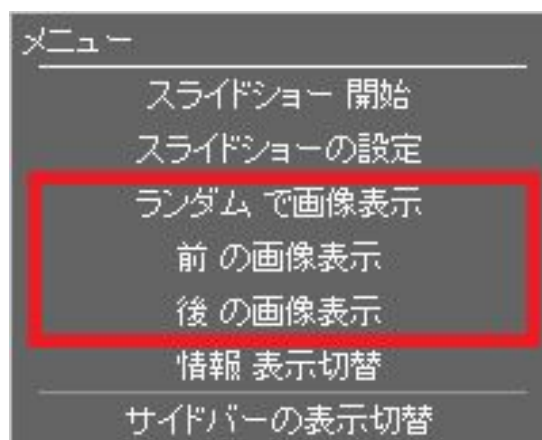 メニュー
スライドショー 開始
スライドショーの設定
ランダム で画像表示
前 の画像表示
後 の画像表示
情報 表示切替
サイドバーの表示切替